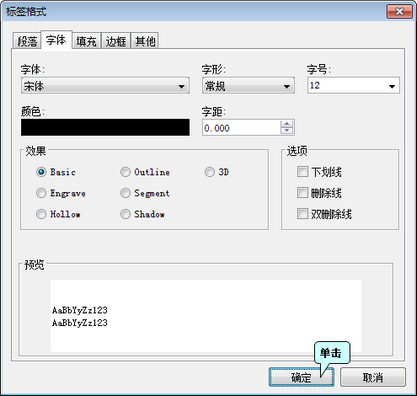 标签格式
段落 字体 填充 边框 其他
字体: 字形: 字号:
宋体 常规 12
颜色: 字距:
0.000
效果 选项
Basic Outline 3D 下划线
Engrave Segment 删除线
Hollow Shadow 双删除线
预览
AaBbYyZz123
AaBbYyZz123
单击
确定 取消